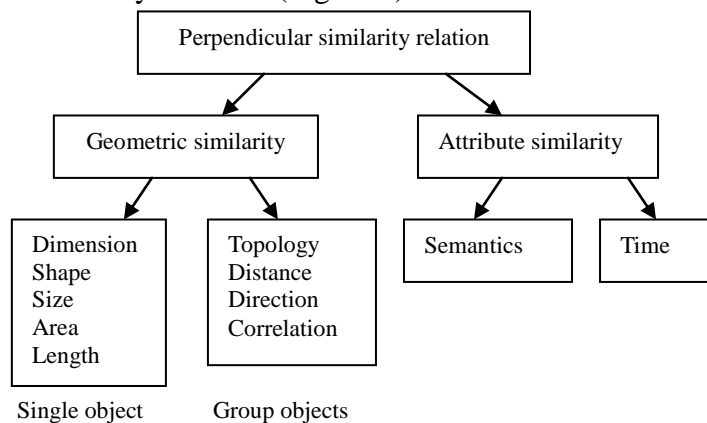 Perpendicular similarity relation
Geometric similarity
Attribute similarity
Dimension
Shape
Size
Area
Length
Topology
Distance
Direction
Correlation
Semantics
Time
Single object
Group objects